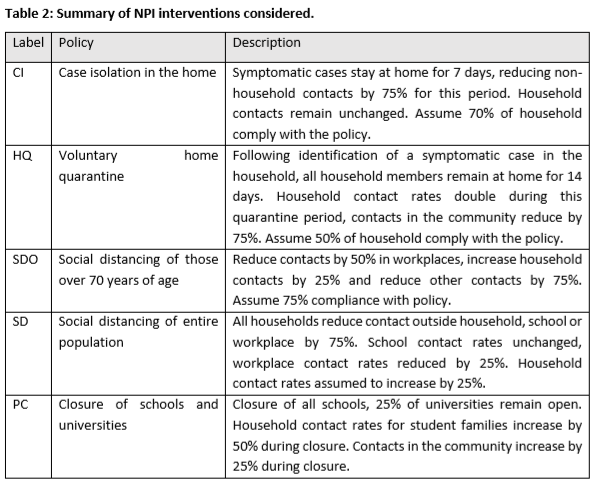 Table 2: Summary of NPI interventions considered.
Label Policy Description
CI Case isolation in the home Symptomatic cases stay at home for 7 days, reducing non-
household contacts by 75% for this period. Household
contacts remain unchanged. Assume 70% of household
comply with the policy.
HQ Voluntary home Following identification of a symptomatic case in the
quarantine household, all household members remain at home for 14
days. Household contact rates double during this
quarantine period, contacts in the community reduce by
75%. Assume 50% of household comply with the policy.
SDO Social distancing of those Reduce contacts by 50% in workplaces, increase household
over 70 years of age contacts by 25% and reduce other contacts by 75%.
Assume 75% compliance with policy.
SD Social distancing of entire All households reduce contact outside household, school or
population workplace by 75%. School contact rates unchanged,
workplace contact rates reduced by 25%. Household
contact rates assumed to increase by 25%.
PC Closure of schools and Closure of all schools, 25% of universities remain open.
universities Household contact rates for student families increase by
50% during closure. Contacts in the community increase by
25% during closure.